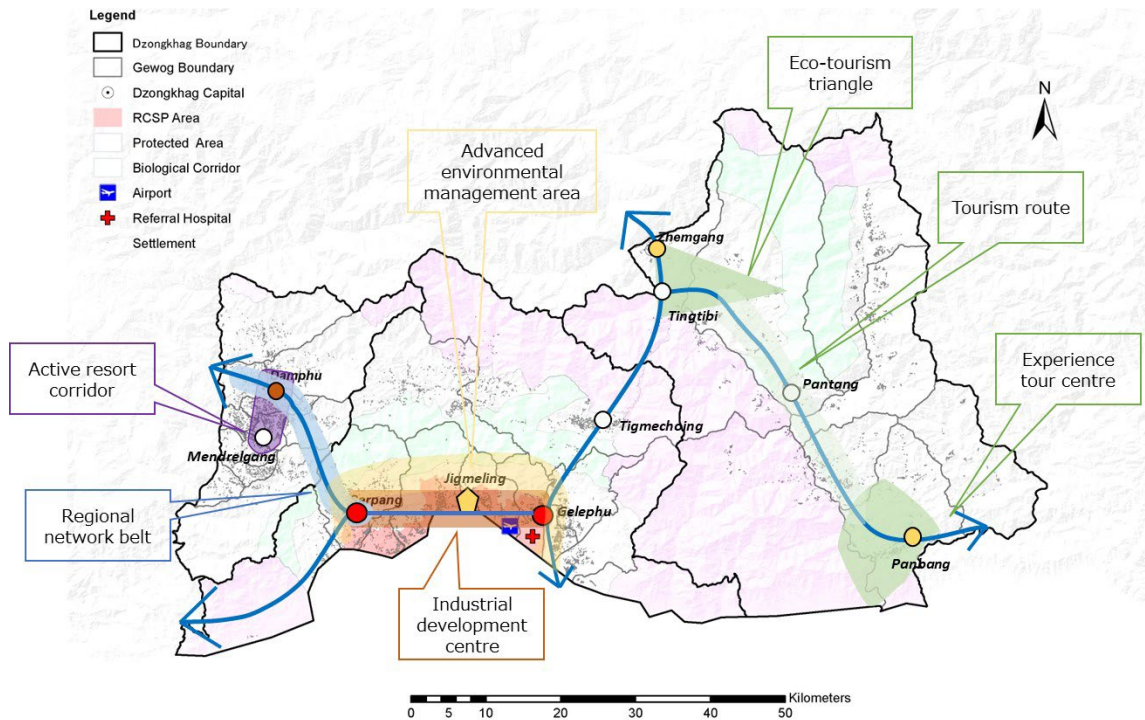 Legend
Dzongkhag Boundary
Gewog Boundary
Dzongkhag Capital
RCSP Area
Protected Area
Biological Corridor
Airport
Referral Hospital
Settlement
Eco-tourism
triangle
N
Advanced
environmental
management area
Tourism route
Zhemgang
Tingtibi
Experience
tour centre
Active resort
corridor
Damphu
Pantang
Tigmechoing
Mendrelgang
Jigmeling
Sarpang
Gelephu
Regional
network belt
Panbang
Industrial
development
centre
Kilometers
0 5 10 20 30 40 50